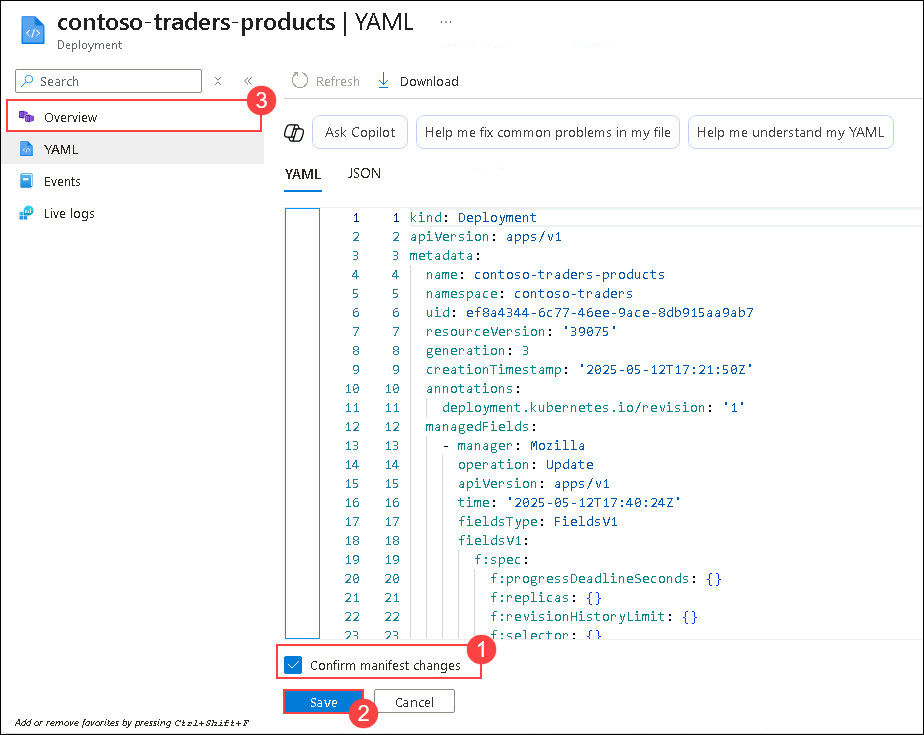 contoso-traders-products | YAML ...
Deployment
Search
Refresh Download
3
Overview
YAML
Events
Live logs
Ask Copilot Help me fix common problems in my file Help me understand my YAML
YAML JSON
1 1 kind: Deployment
2 2 apiVersion: apps/v1
3 3 metadata:
4 4 name: contoso-traders-products
5 5 namespace: contoso-traders
6 6 uid: ef8a4344-6c77-46ee-9ace-8db915aa9ab7
7 7 resourceVersion: '39075'
8 8 generation: 3
9 9 creationTimestamp: '2025-05-12T17:21:50Z'
10 10 annotations:
11 11 deployment.kubernetes.io/revision: '1'
12 12 managedFields:
13 13 - manager: Mozilla
14 14 operation: Update
15 15 apiVersion: apps/v1
16 16 time: '2025-05-12T17:40:24Z'
17 17 fieldsType: FieldsV1
18 18 fieldsV1:
19 19 f:spec:
20 20 f:progressDeadlineSeconds: {}
21 21 f:replicas: {}
22 22 f:revisionHistoryLimit: {}
23 23 f:selector: {}
Confirm manifest changes 1
Save Cancel
2
Add or remove favorites by pressing Ctrl+Shift+F